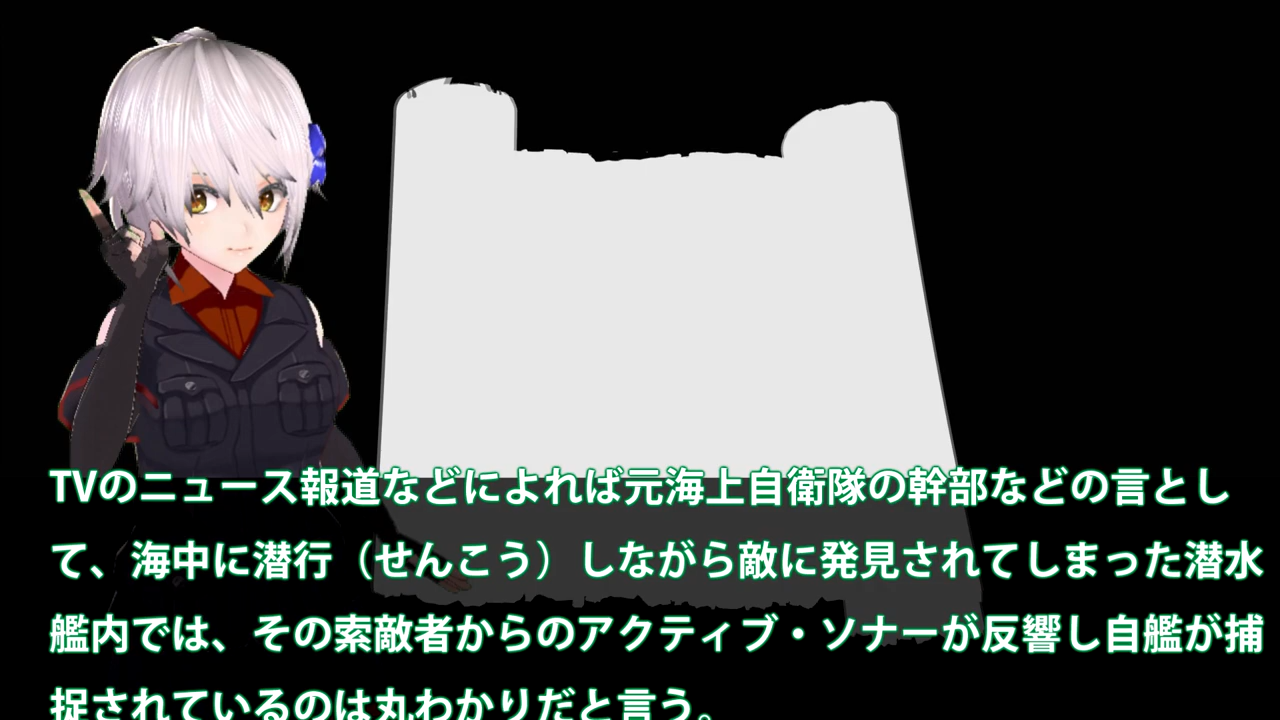 TVのニュース報道などによれば元海上自衛隊の幹部などの言とし
て、海中に潜行（せんこう）しながら敵に発見されてしまった潜水
艦内では、その索敵者からのアクティブ・ソナーが反響し自艦が捕
捉されているのは丸わかりだと言う。